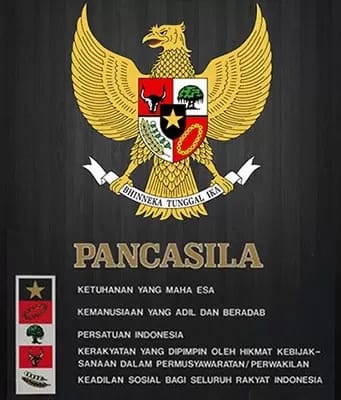 BHINNEKA TUNGGAL IKA
PANCASILA
KETUHANAN YANG MAHA ESA
KEMANUSIAAN YANG ADIL DAN BERADAB
PERSATUAN INDONESIA
KERAKYATAN YANG DIPIMPIN OLEH HIKMAT KEBIJAK-
SANAAN DALAM PERMUSYAWARATAN/PERWAKILAN
KEADILAN SOSIAL BAGI SELURUH RAKYAT INDONESIA